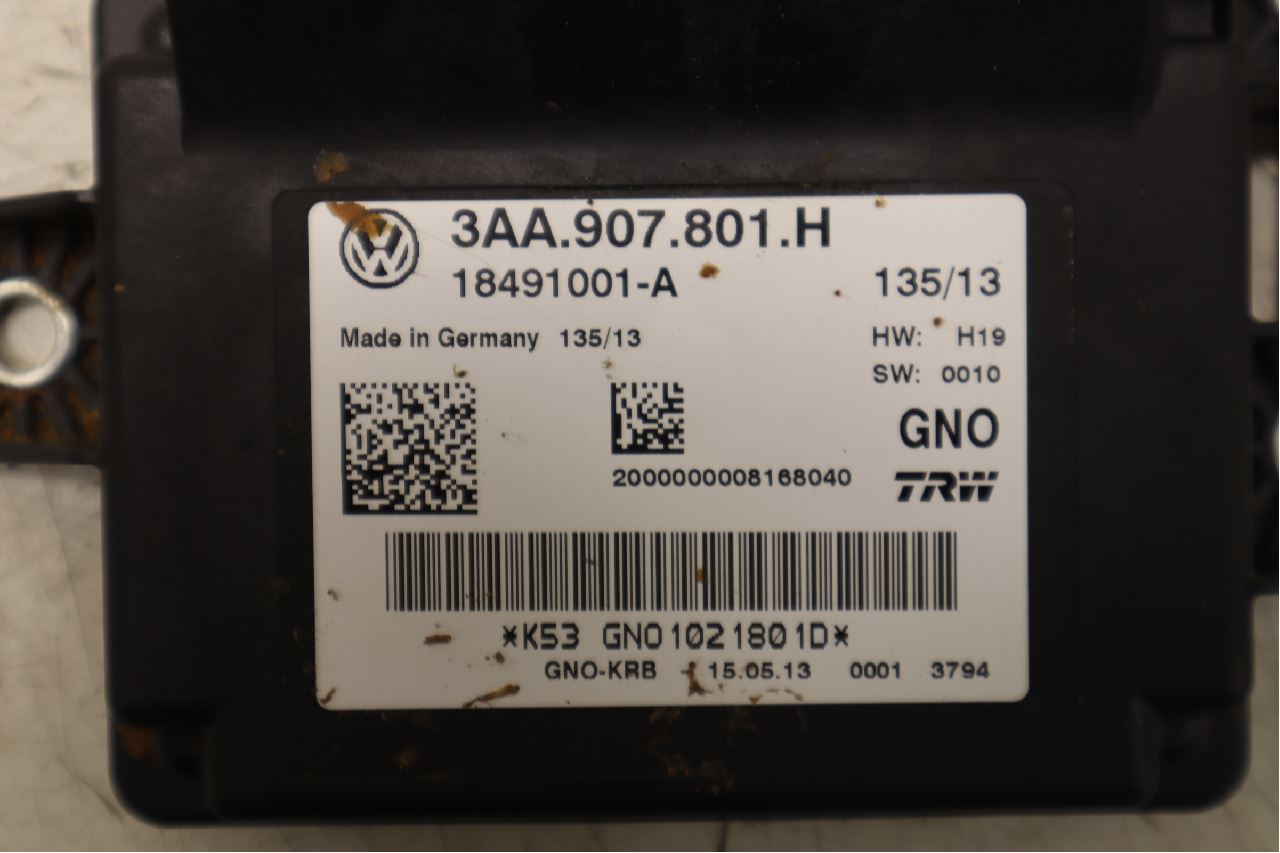 3AA.907.801.H
18491001-A 135/13
Made in Germany 135/13 HW: H19
SW: 0010
GNO
2000000008168040 TRW
*K53 GNO1021801D*
GNO-KRB 15.05.13 0001 3794